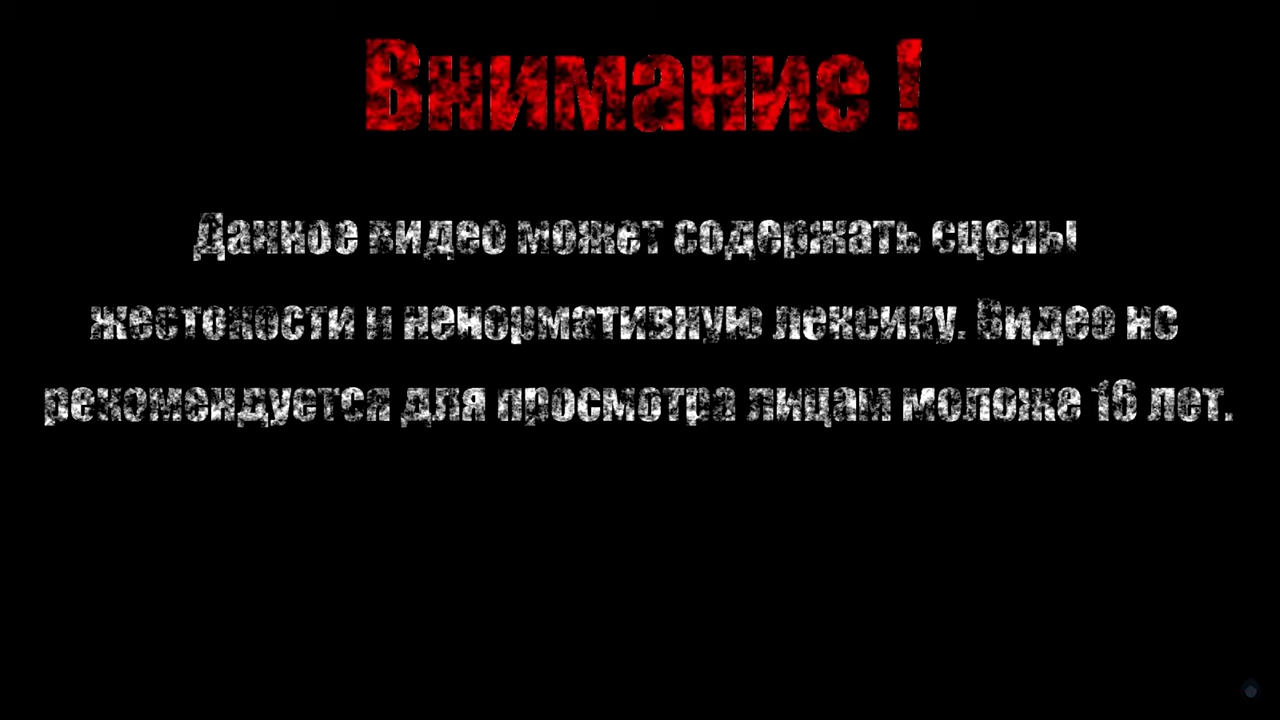 Внимание !
Данное видео может содержать сцены
жестокости и ненормативную лексику. Видео не
рекомендуется для просмотра лицам моложе 16 лет.